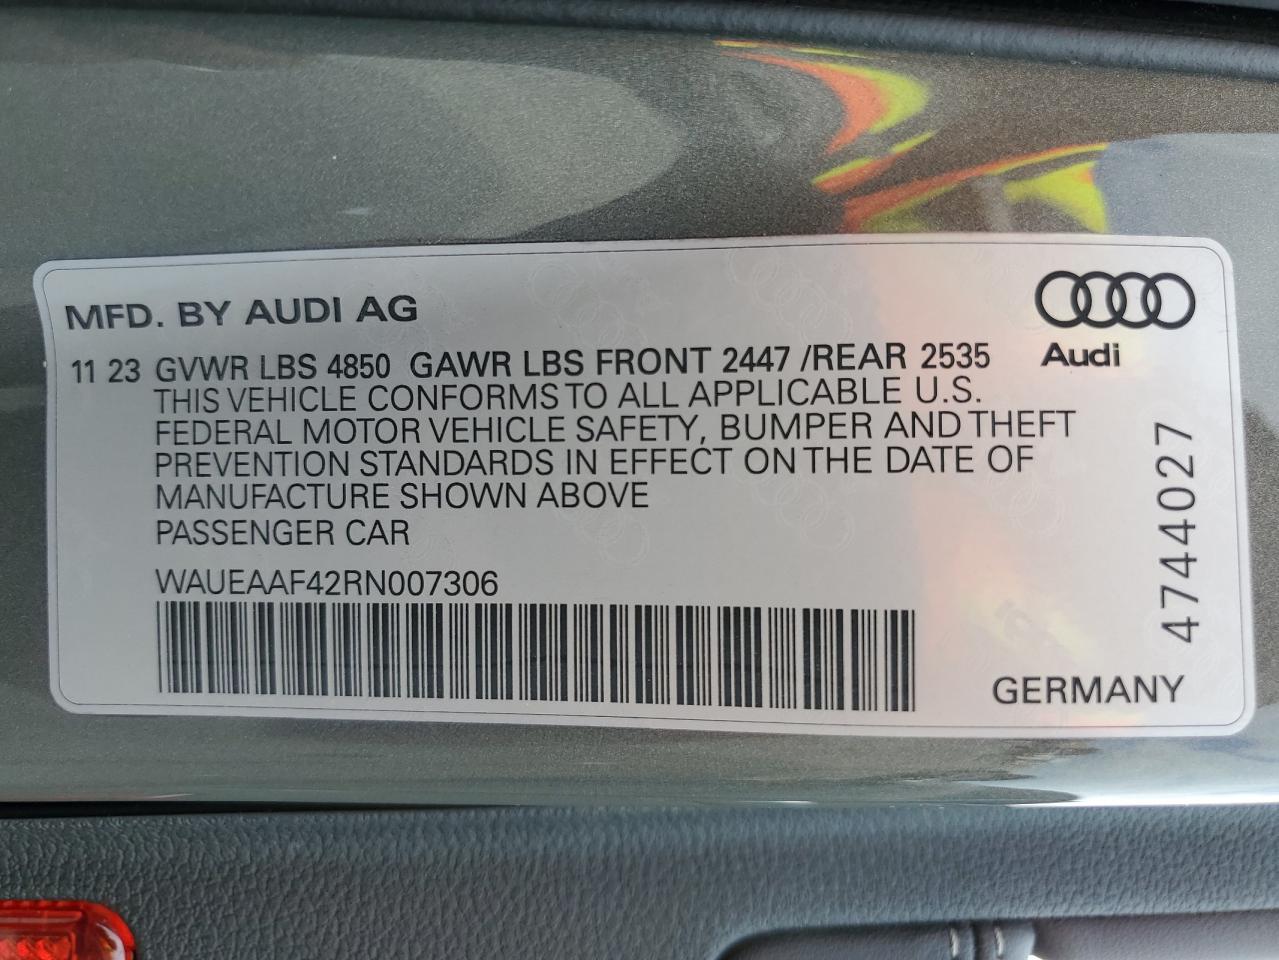 MFD. BY AUDI AG
Audi
11 23 GVWR LBS 4850 GAWR LBS FRONT 2447 /REAR 2535
THIS VEHICLE CONFORMS TO ALL APPLICABLE U.S.
FEDERAL MOTOR VEHICLE SAFETY, BUMPER AND THEFT
PREVENTION STANDARDS IN EFFECT ON THE DATE OF
MANUFACTURE SHOWN ABOVE
PASSENGER CAR
WAUEAAF42RN007306
4744027
GERMANY